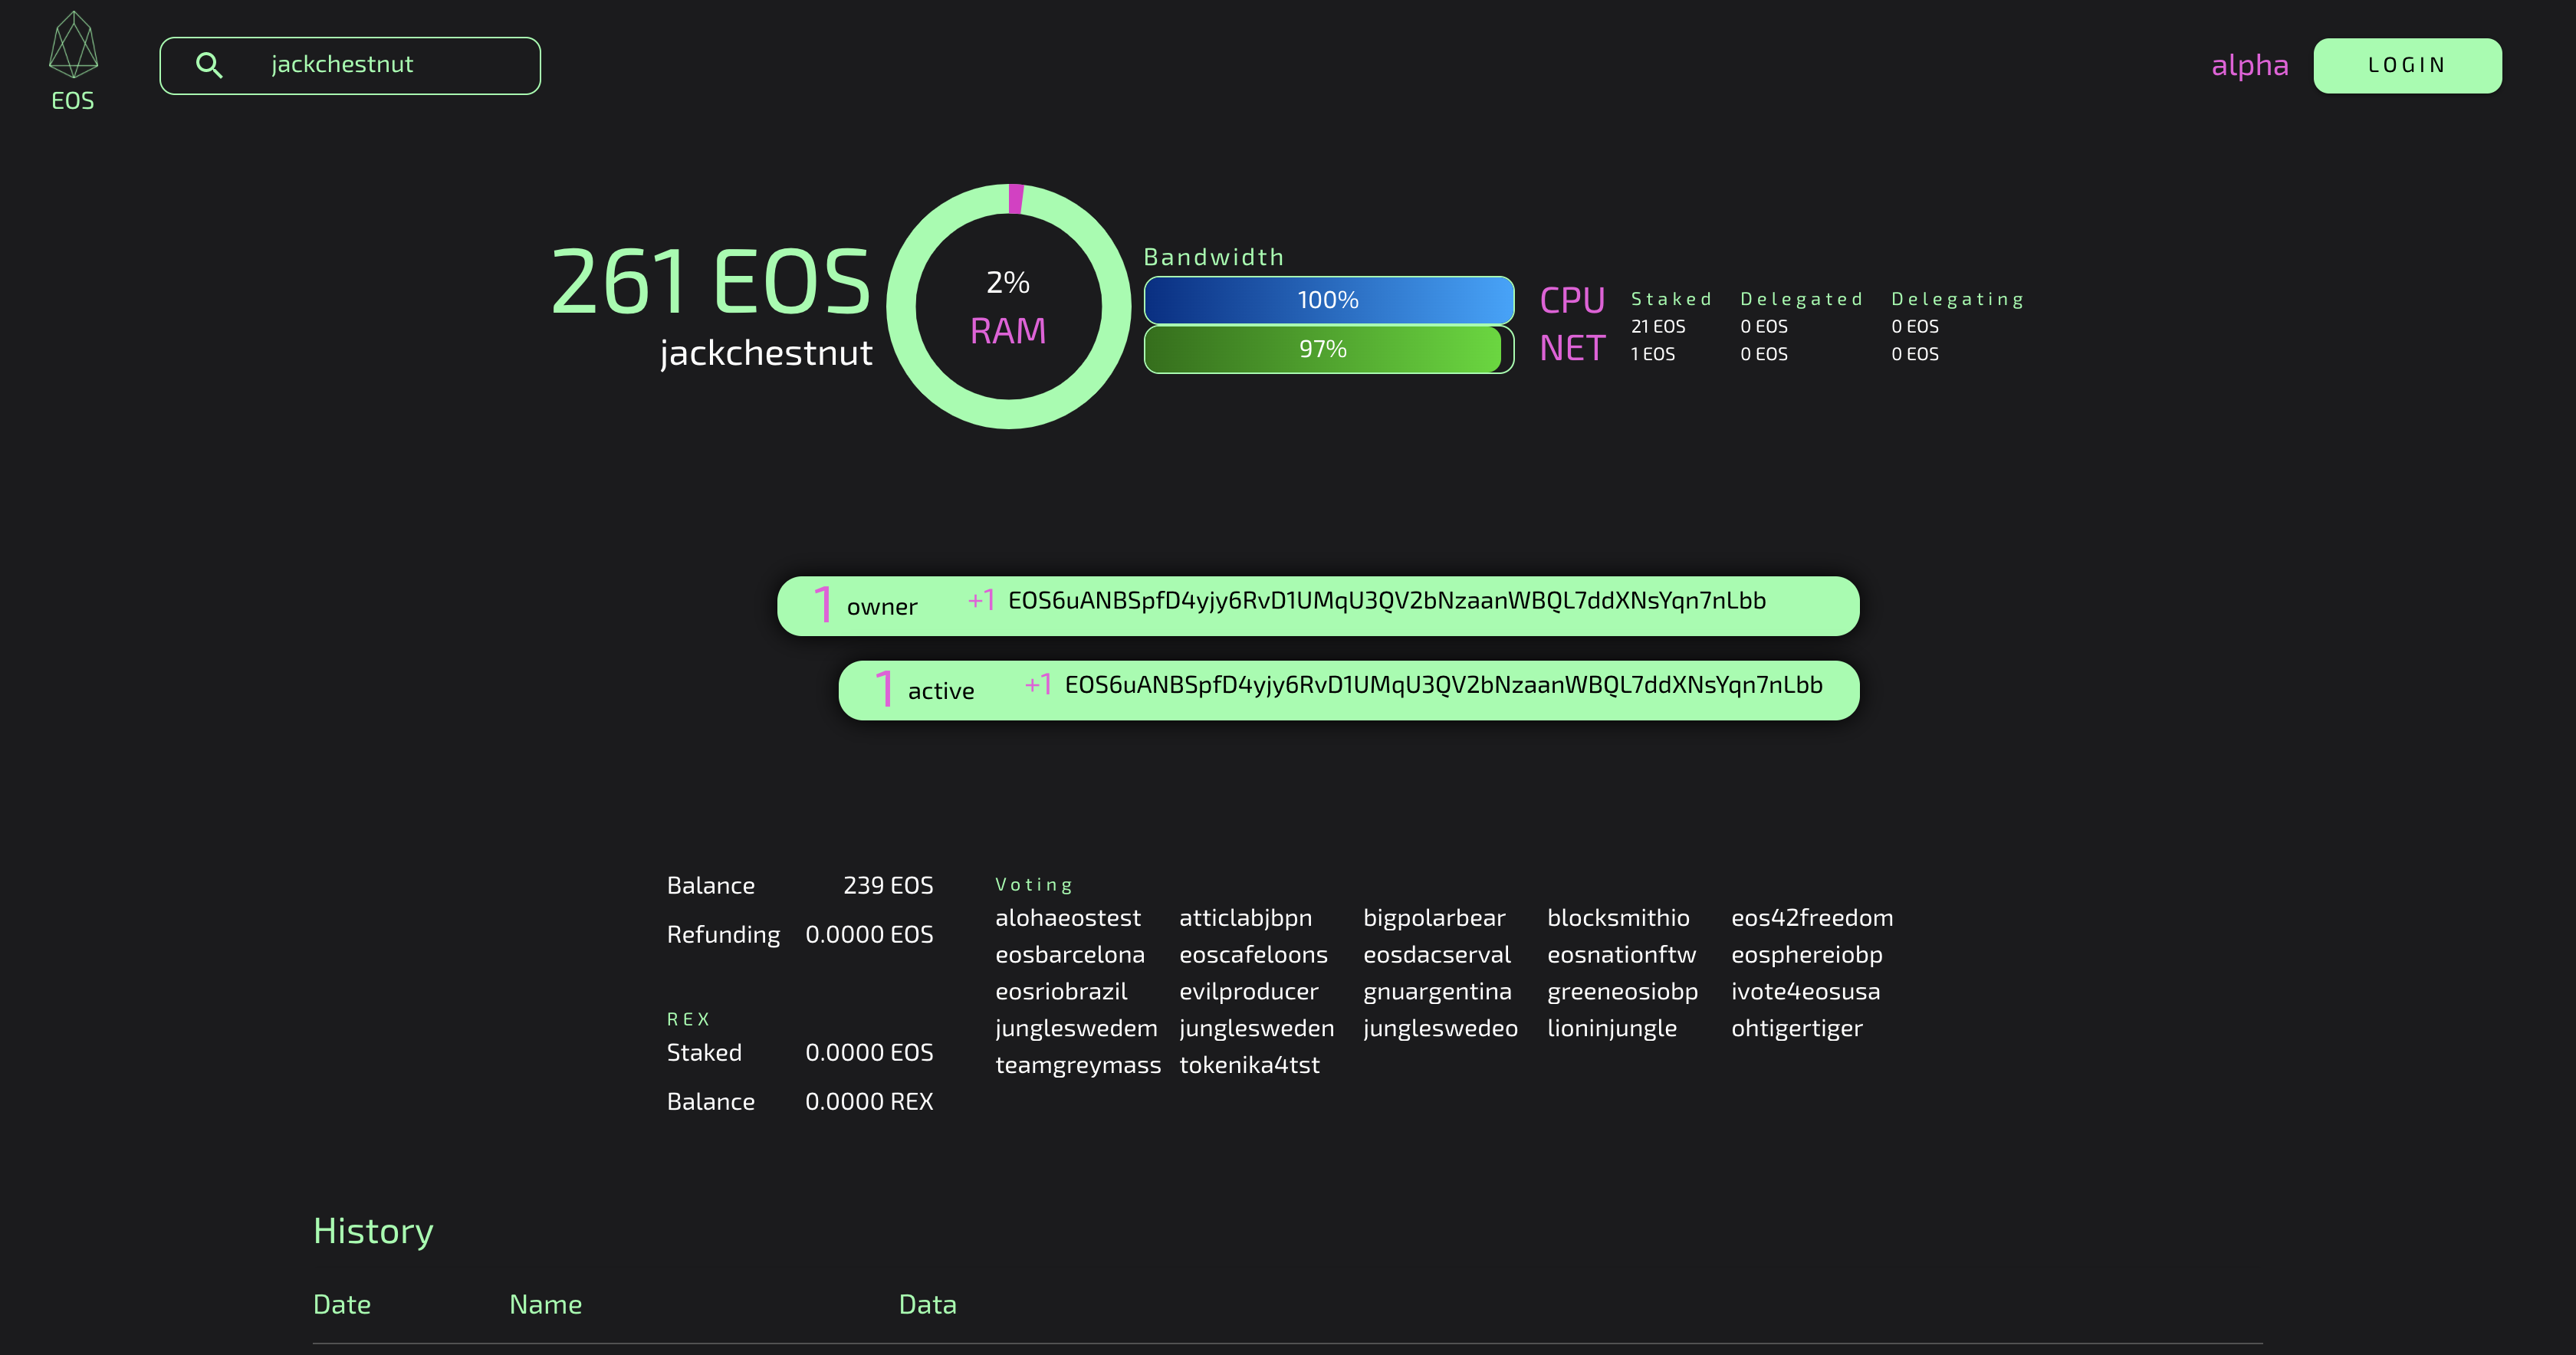 EOS
jackchestnut
alpha
LOGIN
261 EOS
jackchestnut
2%
RAM
Bandwidth
100%
97%
CPU
NET
Staked Delegated Delegating
21 EOS 0 EOS 0 EOS
1 EOS 0 EOS 0 EOS
1 owner +1 EOS6uANBSpfD4yjy6RvD1UMqU3QV2bNzaanWBQL7ddXNsYqn7nLbb
1 active +1 EOS6uANBSpfD4yjy6RvD1UMqU3QV2bNzaanWBQL7ddXNsYqn7nLbb
Balance 239 EOS
Refunding 0.0000 EOS
REX
Staked 0.0000 EOS
Balance 0.0000 REX
Voting
alohaeostest atticlabjbpn bigpolarbear blocksmithio eos42freedom
eosbarcelona eoscafeloons eosdacserval eosnationftw eosphereiobp
eosriobrazil evilproducer gnuargentina greeneosiobp ivote4eosusa
jungleswedem junglesweden jungleswedeo lioninjungle ohtigertiger
teamgreymass tokenika4tst
History
Date Name Data